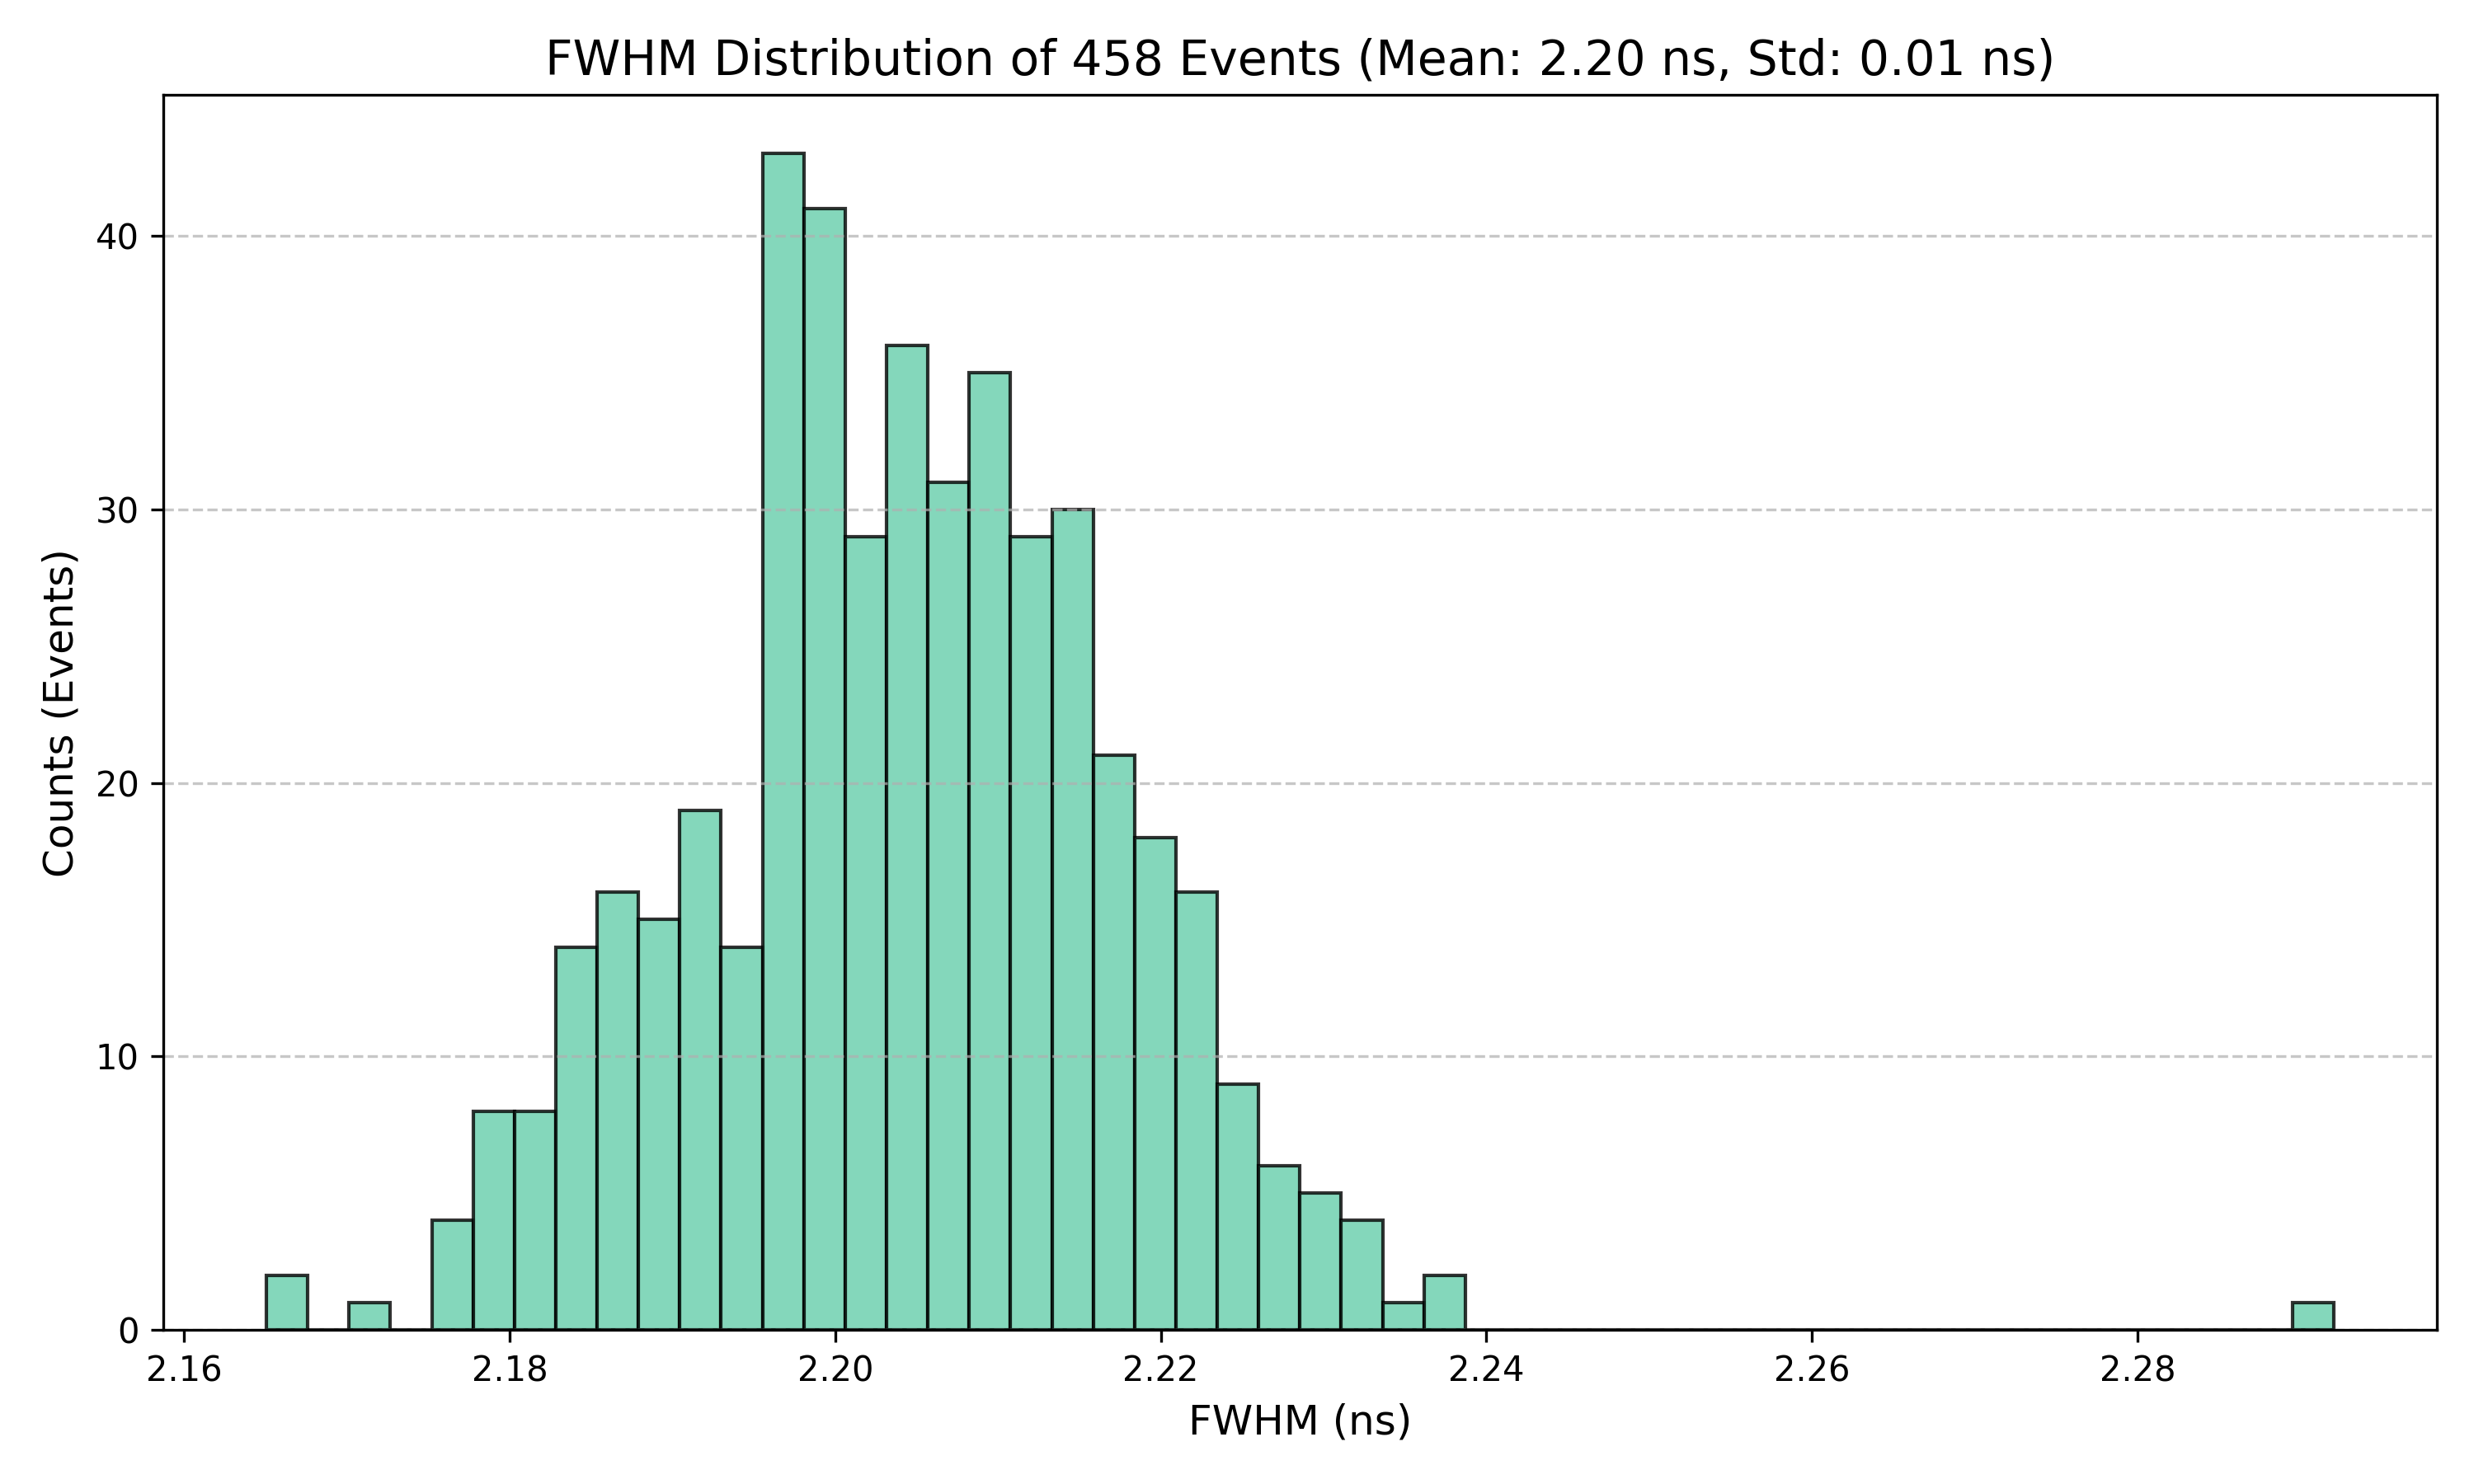 FWHM Distribution of 458 Events (Mean: 2.20 ns, Std: 0.01 ns)
Counts (Events)
40
30
20
10
0
2.16 2.18 2.20 2.22 2.24 2.26 2.28
FWHM (ns)